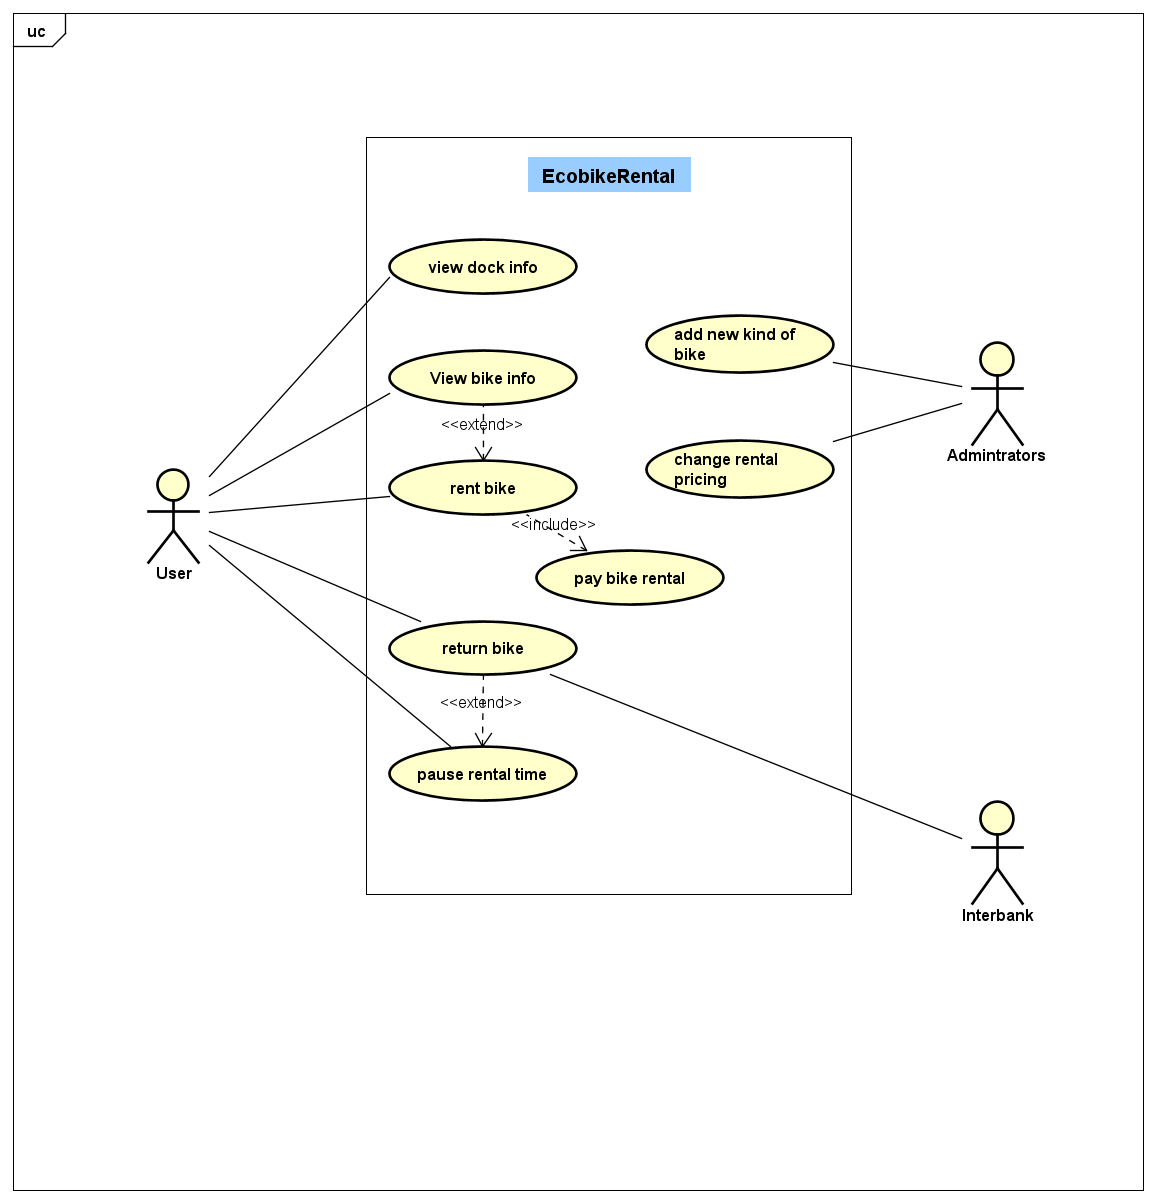 uc
EcobikeRental
view dock info
add new kind of
bike
View bike info
<<extend>>
change rental
pricing
Admintrators
rent bike
<<include>>
User
pay bike rental
return bike
<<extend>>
pause rental time
Interbank